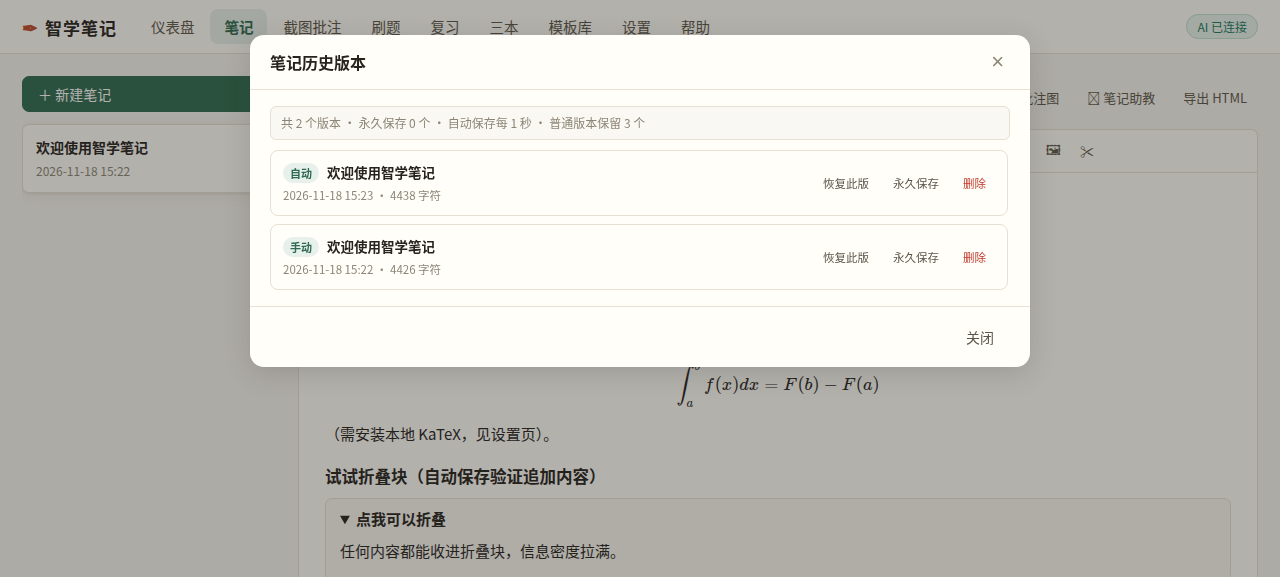 智学笔记 仪表盘 笔记 截图批注 刷题 复习 三本 模板库 设置 帮助 AI 已连接
笔记历史版本 ×
＋ 新建笔记 批注图 笔记助教 导出 HTML
共 2 个版本 · 永久保存 0 个 · 自动保存每 1 秒 · 普通版本保留 3 个
欢迎使用智学笔记
2026-11-18 15:22
自动 欢迎使用智学笔记
2026-11-18 15:23 · 4438 字符
恢复此版 永久保存 删除
手动 欢迎使用智学笔记
2026-11-18 15:22 · 4426 字符
恢复此版 永久保存 删除
关闭
∫ₐ f(x)dx = F(b) − F(a)
（需安装本地 KaTeX，见设置页）。
试试折叠块（自动保存验证追加内容）
▼ 点我可以折叠
任何内容都能收进折叠块，信息密度拉满。